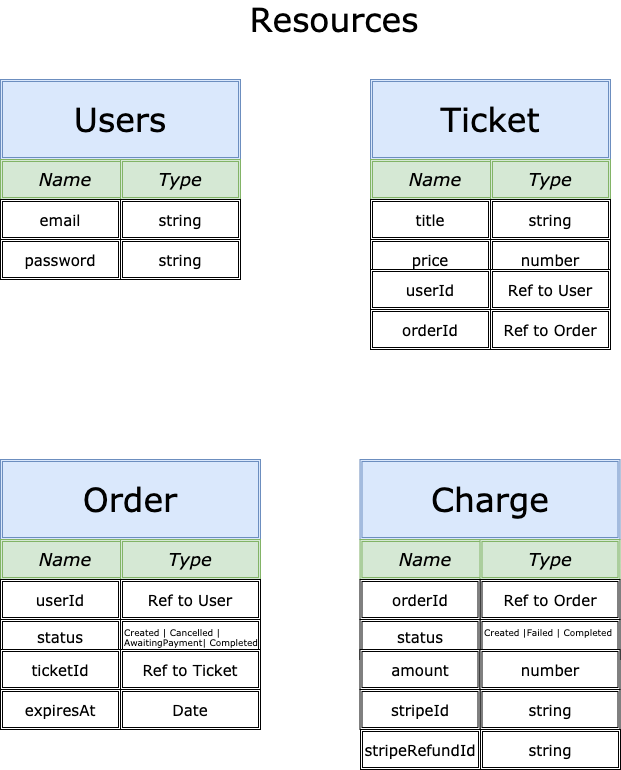 Resources
Users
Name Type
email string
password string
Ticket
Name Type
title string
price number
userId Ref to User
orderId Ref to Order
Order
Name Type
userId Ref to User
status Created | Cancelled |
AwaitingPayment| Completed
ticketId Ref to Ticket
expiresAt Date
Charge
Name Type
orderId Ref to Order
status Created |Failed | Completed
amount number
stripeId string
stripeRefundId string